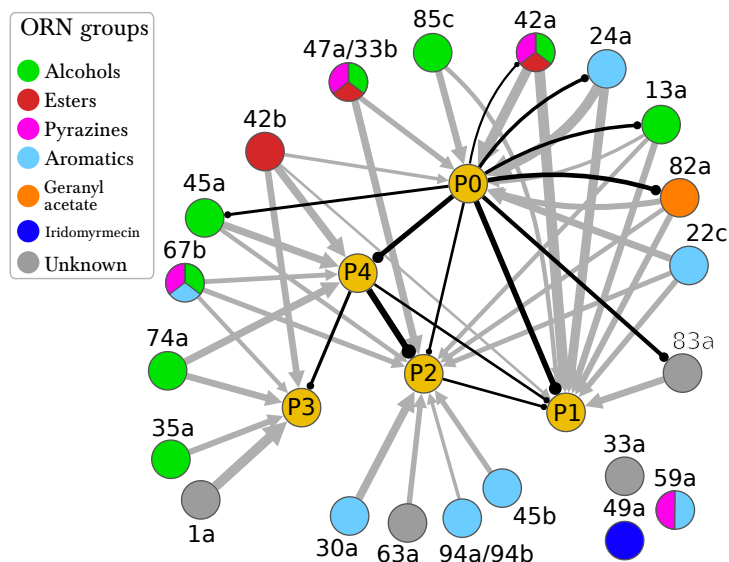 ORN groups
Alcohols
Esters
Pyrazines
Aromatics
Geranyl
acetate
Iridomyrmecin
Unknown
85c
42a
24a
47a/33b
13a
42b
82a
45a
P0
22c
67b
P4
74a
83a
P2
P3
P1
35a
33a
59a
1a
49a
30a
63a
94a/94b
45b